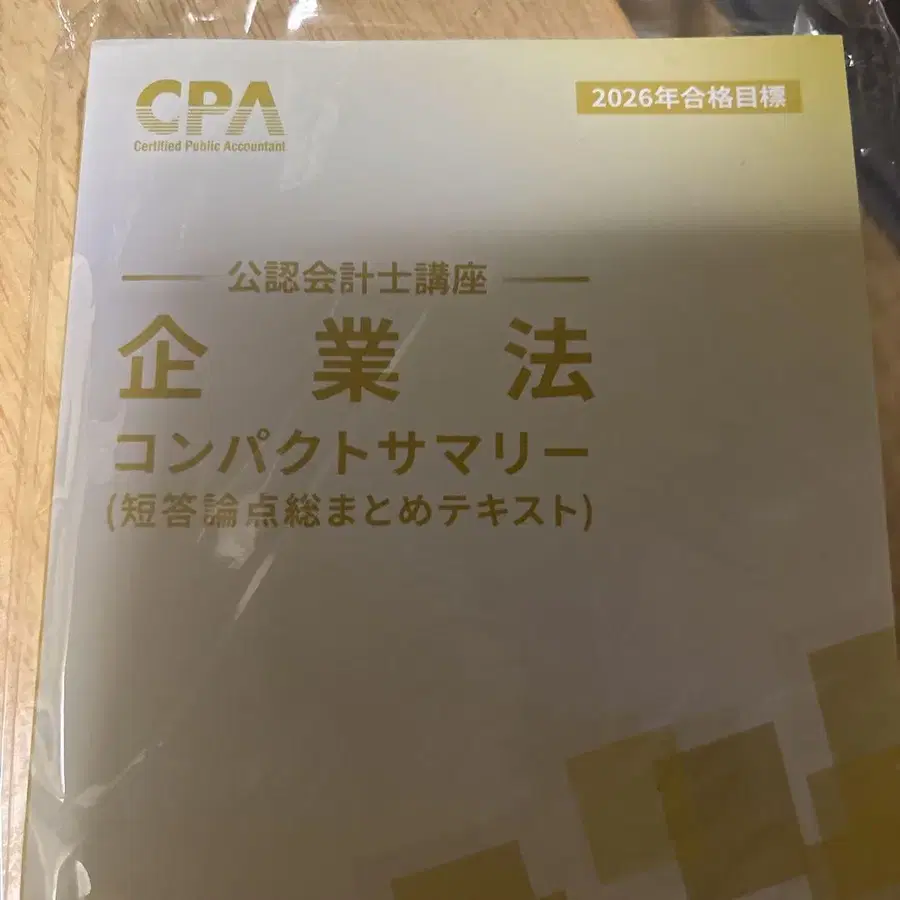 CPA
Certified Public Accountant
2026年合格目標
公認会計士講座
企業法
コンパクトサマリー
(短答論点総まとめテキスト)